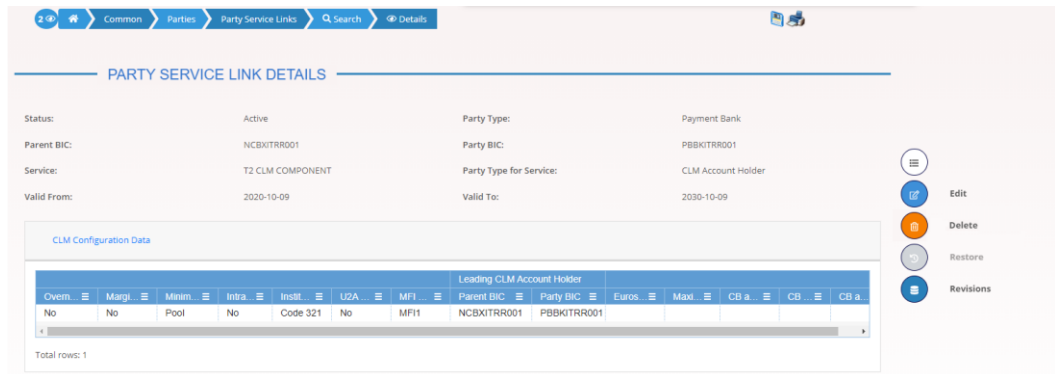 2 Common Parties Party Service Links Search Details
PARTY SERVICE LINK DETAILS
Status: Active Party Type: Payment Bank
Parent BIC: NCBXITRR001 Party BIC: PBBKITRR001
Service: T2 CLM COMPONENT Party Type for Service: CLM Account Holder
Valid From: 2020-10-09 Valid To: 2030-10-09
Edit
Delete
Restore
Revisions
CLM Configuration Data
Leading CLM Account Holder
Overn... Margi... Minim... Intra... Instit... U2A ... MFI ... Parent BIC Party BIC Euros... Maxi... CB a... CB ... CB a...
No No Pool No Code 321 No MFI1 NCBXITRR001 PBBKITRR001
Total rows: 1